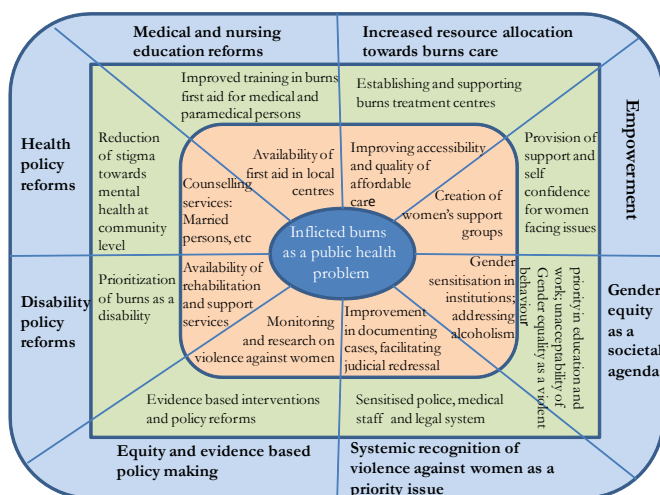 Medical and nursing
education reforms
Increased resource allocation
towards burns care
Improved training in burns
first aid for medical and
paramedical persons
Establishing and supporting
burns treatment centres
Empowerment
Health
policy
reforms
Reduction
of stigma
towards
mental
health at
community
level
Counselling
services:
Married
persons, etc
Availability of
first aid in local
centres
Improving accessibility
and quality of
affordable
care
Creation of
women's support
groups
Provision of
support and
self
confidence
for women
facing issues
Inflicted burns
as a public health
problem
Disability
policy
reforms
Prioritization
of burns as a
disability
Availability of
rehabilitation
and support
services
Monitoring
and research on
violence against women
Improvement
in documenting
cases, facilitating
judicial redressal
Gender
sensitisation in
institutions;
addressing
alcoholism
priority in education and
work; unacceptability of
Gender equality as a violent
behaviour
Gender
equity
as a
societal
agenda
Evidence based interventions
and policy reforms
Sensitised police, medical
staff and legal system
Equity and evidence based
policy making
Systemic recognition of
violence against women as a
priority issue